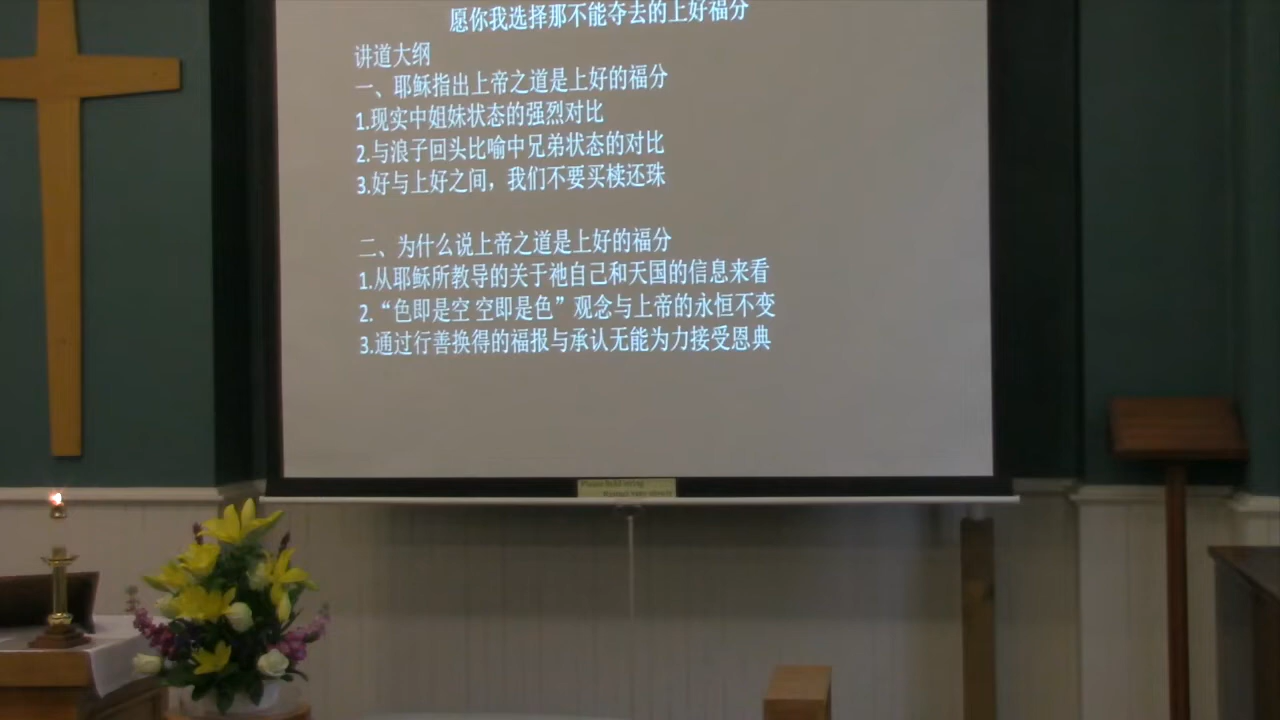 愿你我选择那不能夺去的上好福分
讲道大纲
一、耶稣指出上帝之道是上好的福分
1.现实中姐妹状态的强烈对比
2.与浪子回头比喻中兄弟状态的对比
3.好与上好之间，我们不要买椟还珠
二、为什么说上帝之道是上好的福分
1.从耶稣所教导的关于祂自己和天国的信息来看
2.“色即是空 空即是色”观念与上帝的永恒不变
3.通过行善换得的福报与承认无能为力接受恩典